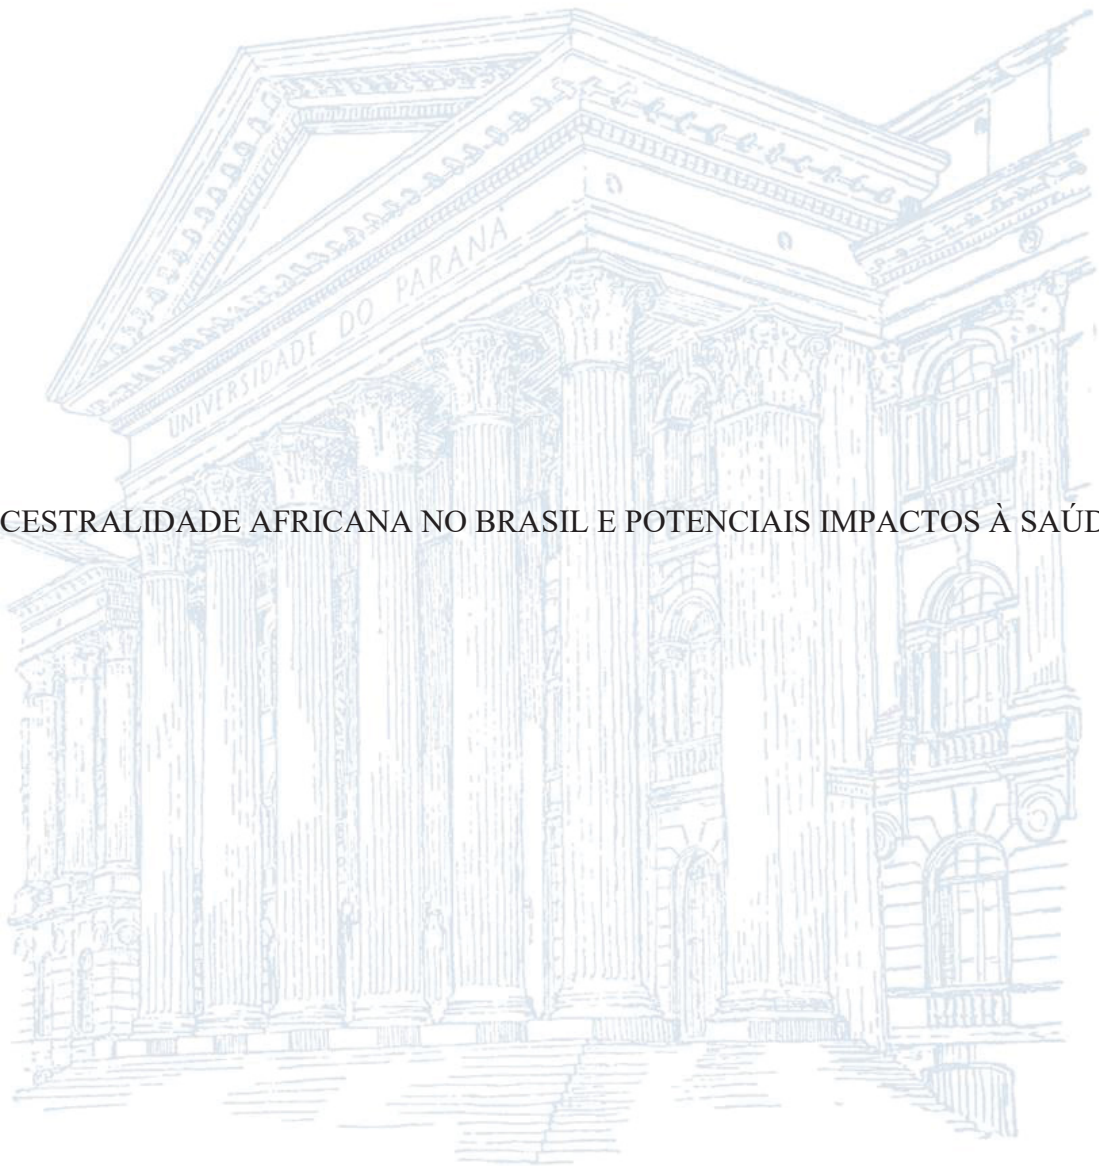 UNIVERSIDADE DO PARANÁ
CESTRALIDADE AFRICANA NO BRASIL E POTENCIAIS IMPACTOS À SAÚD